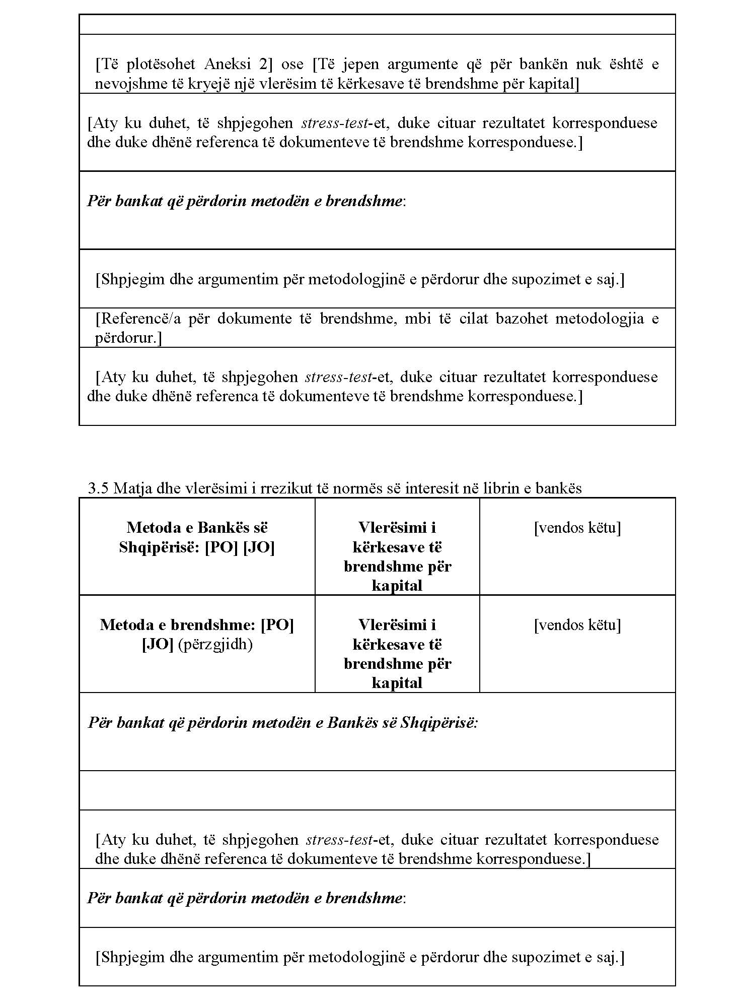 [Të plotësohet Aneksi 2] ose [Të jepen argumente që për bankën nuk është e
nevojshme të kryejë një vlerësim të kërkesave të brendshme për kapital]
[Aty ku duhet, të shpjegohen stress-test-et, duke cituar rezultatet korresponduese
dhe duke dhënë referenca të dokumenteve të brendshme korresponduese.]
Për bankat që përdorin metodën e brendshme:
[Shpjegim dhe argumentim për metodologjinë e përdorur dhe supozimet e saj.]
[Referencë/a për dokumente të brendshme, mbi të cilat bazohet metodologjia e
përdorur.]
[Aty ku duhet, të shpjegohen stress-test-et, duke cituar rezultatet korresponduese
dhe duke dhënë referenca të dokumenteve të brendshme korresponduese.]
3.5 Matja dhe vlerësimi i rrezikut të normës së interesit në librin e bankës
Metoda e Bankës së
Shqipërisë: [PO] [JO]
Vlerësimi i
kërkesave të
brendshme për
kapital
[vendos këtu]
Metoda e brendshme: [PO]
[JO] (përzgjidh)
Vlerësimi i
kërkesave të
brendshme për
kapital
[vendos këtu]
Për bankat që përdorin metodën e Bankës së Shqipërisë:
[Aty ku duhet, të shpjegohen stress-test-et, duke cituar rezultatet korresponduese
dhe duke dhënë referenca të dokumenteve të brendshme korresponduese.]
Për bankat që përdorin metodën e brendshme:
[Shpjegim dhe argumentim për metodologjinë e përdorur dhe supozimet e saj.]